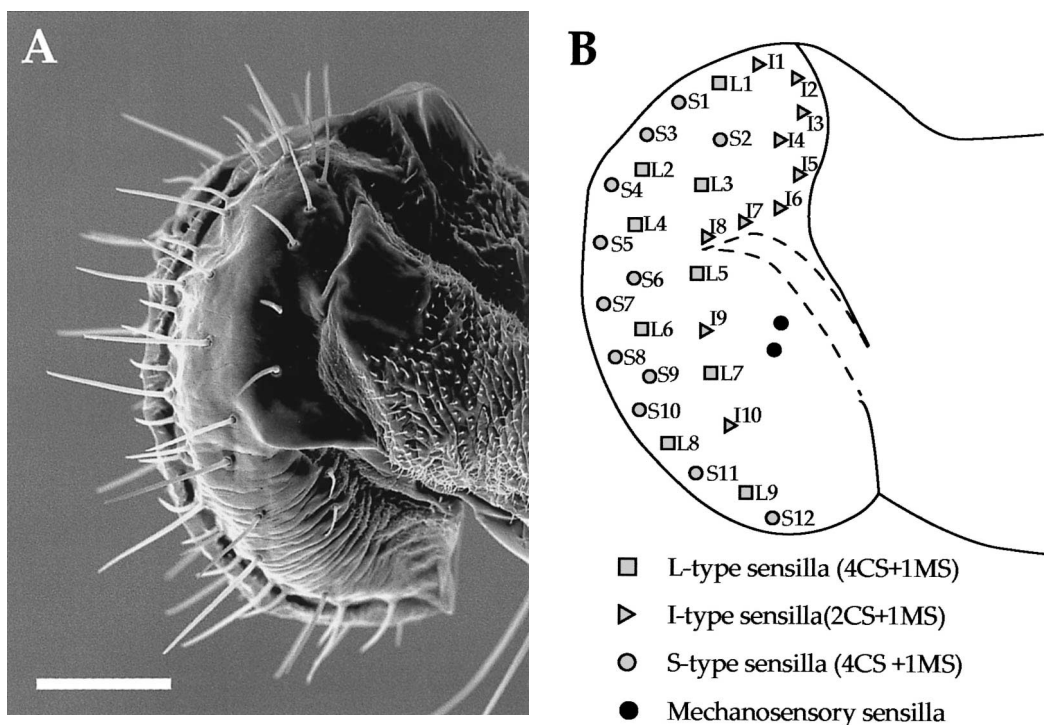 A
B
I1
L1
I2
S1
I3
S3
S2
I4
L2
I5
S4
L3
I6
L4
I7
I8
S5
L5
S6
S7
L6
I9
S8
S9
L7
S10
I10
L8
S11
L9
S12
L-type sensilla (4CS+1MS)
I-type sensilla(2CS+1MS)
S-type sensilla (4CS +1MS)
Mechanosensory sensilla